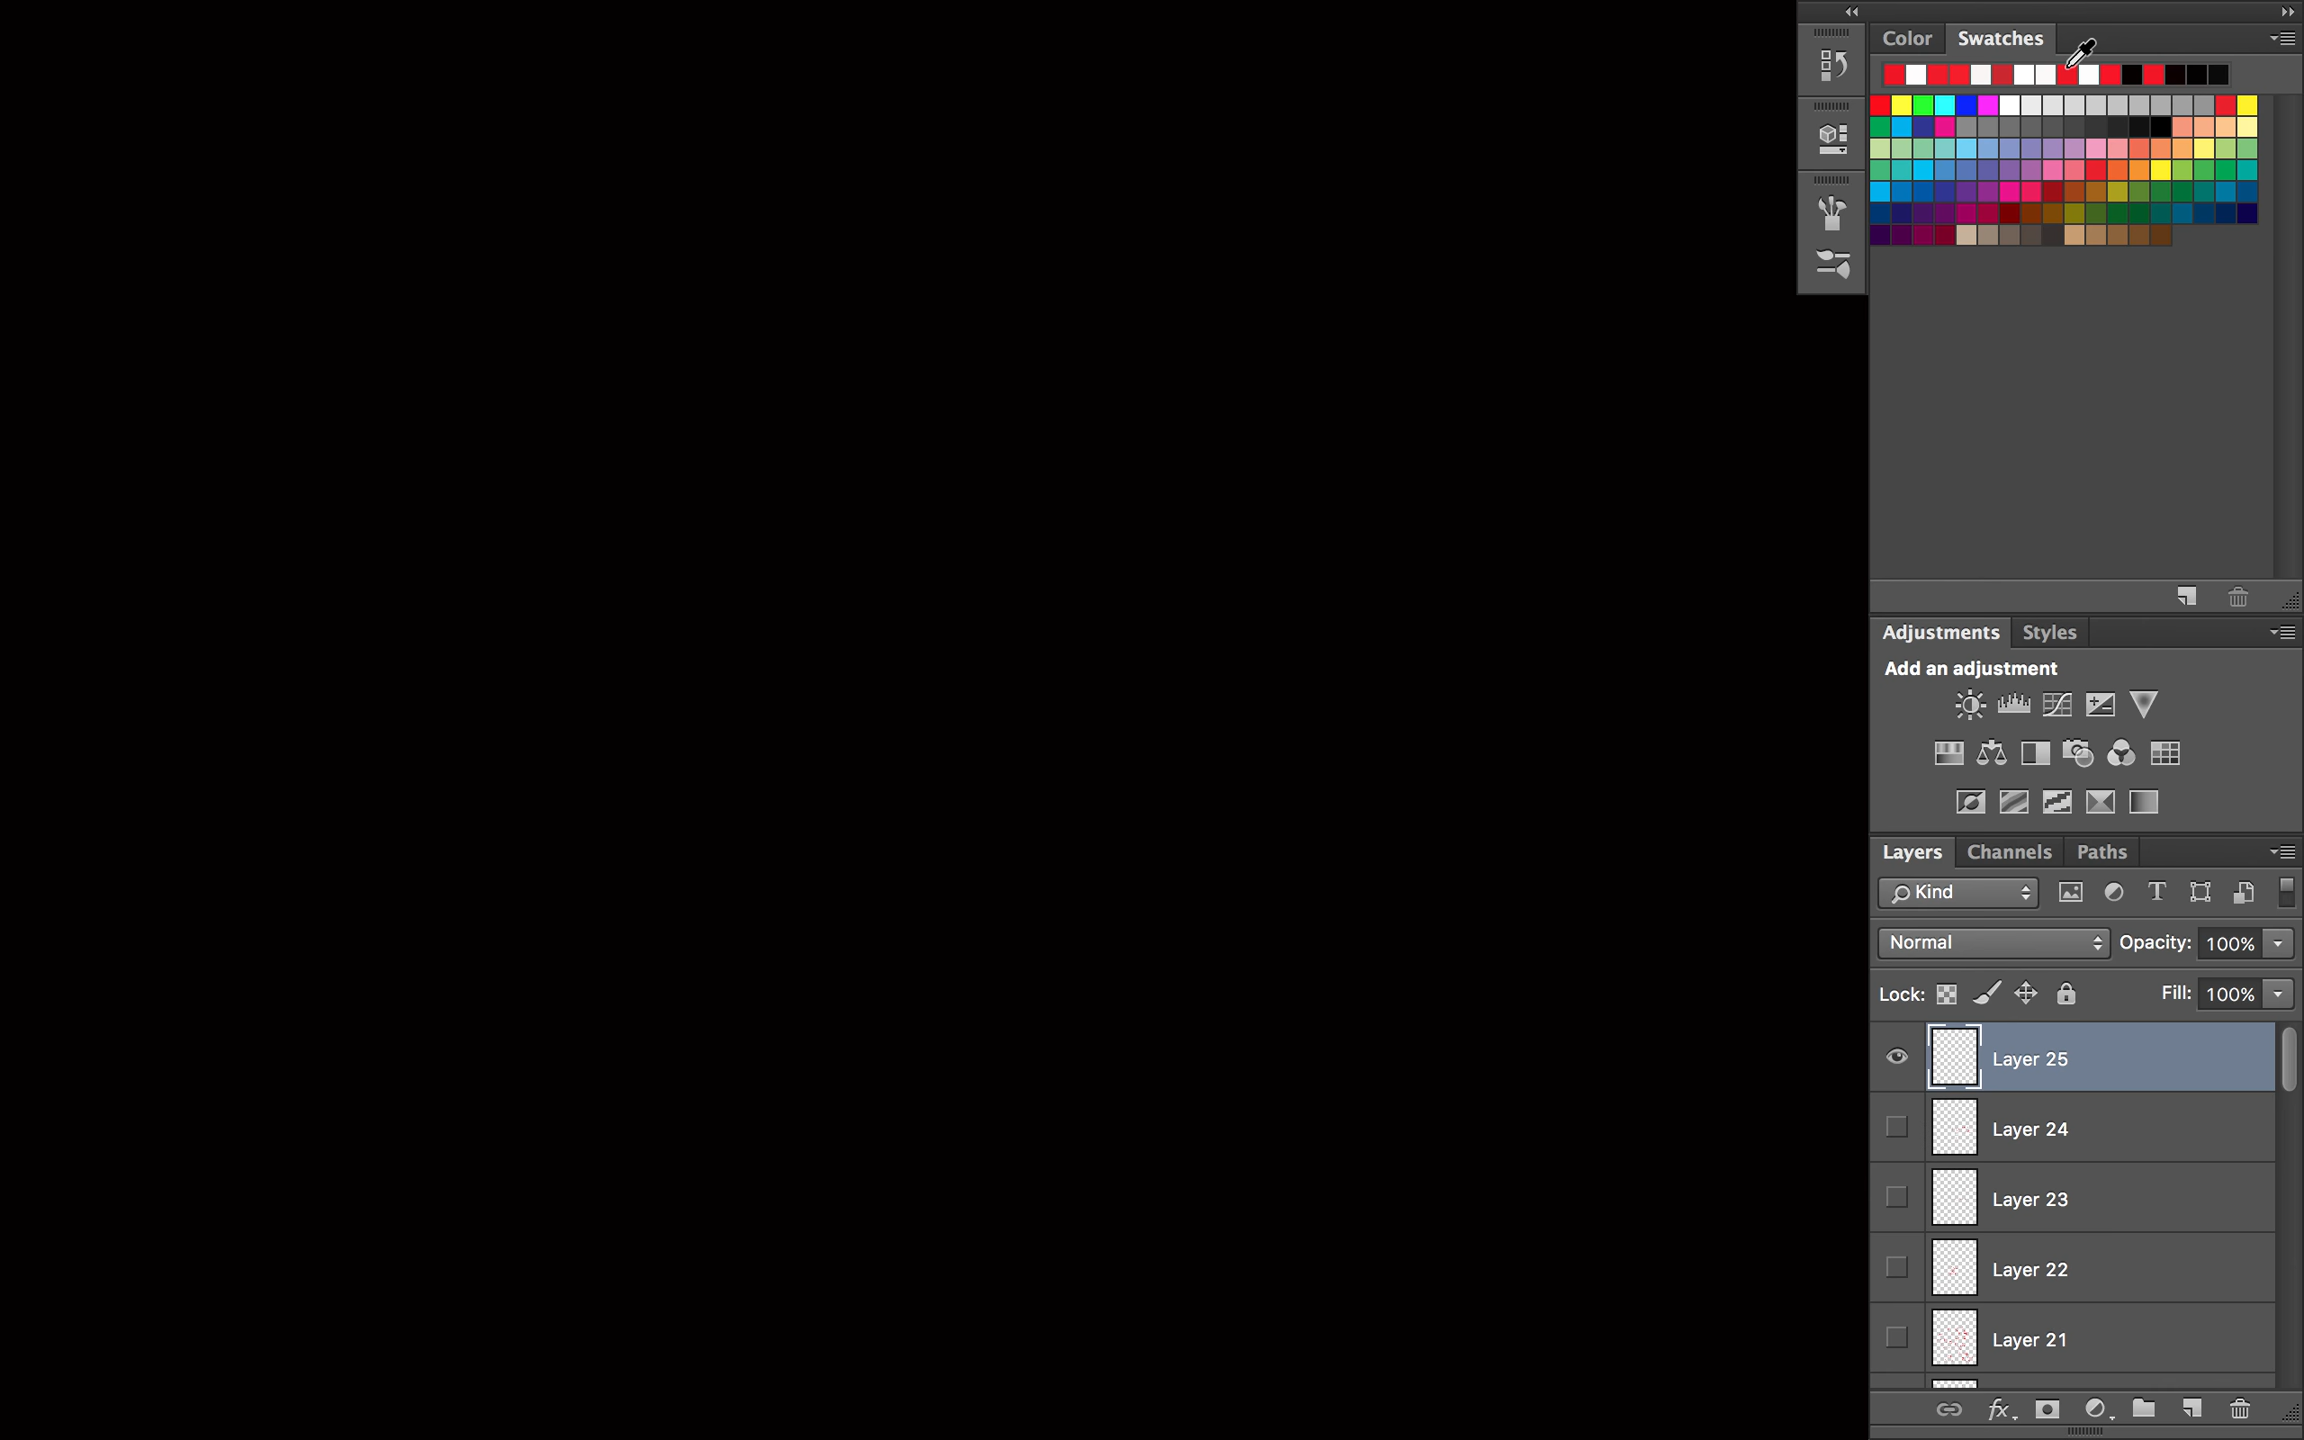 Color Swatches
Adjustments Styles
Add an adjustment
Layers Channels Paths
Kind T
Normal Opacity: 100%
Lock: Fill: 100%
Layer 25
Layer 24
Layer 23
Layer 22
Layer 21
fx